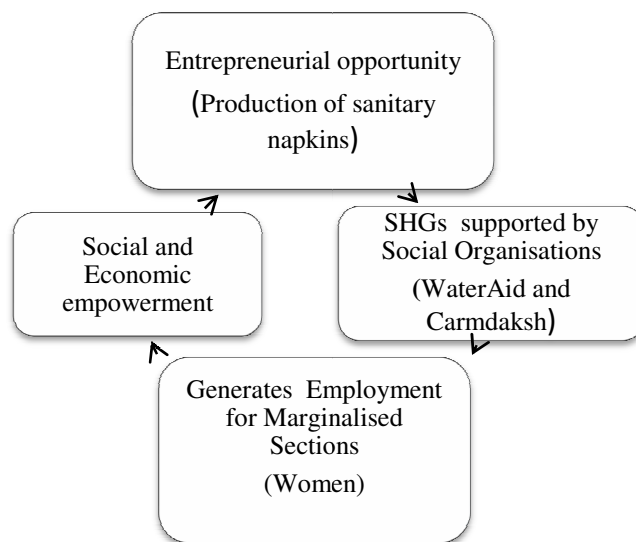 Entrepreneurial opportunity
(Production of sanitary
napkins)
SHGs supported by
Social Organisations
(WaterAid and
Carmdaksh)
Generates Employment
for Marginalised
Sections
(Women)
Social and
Economic
empowerment